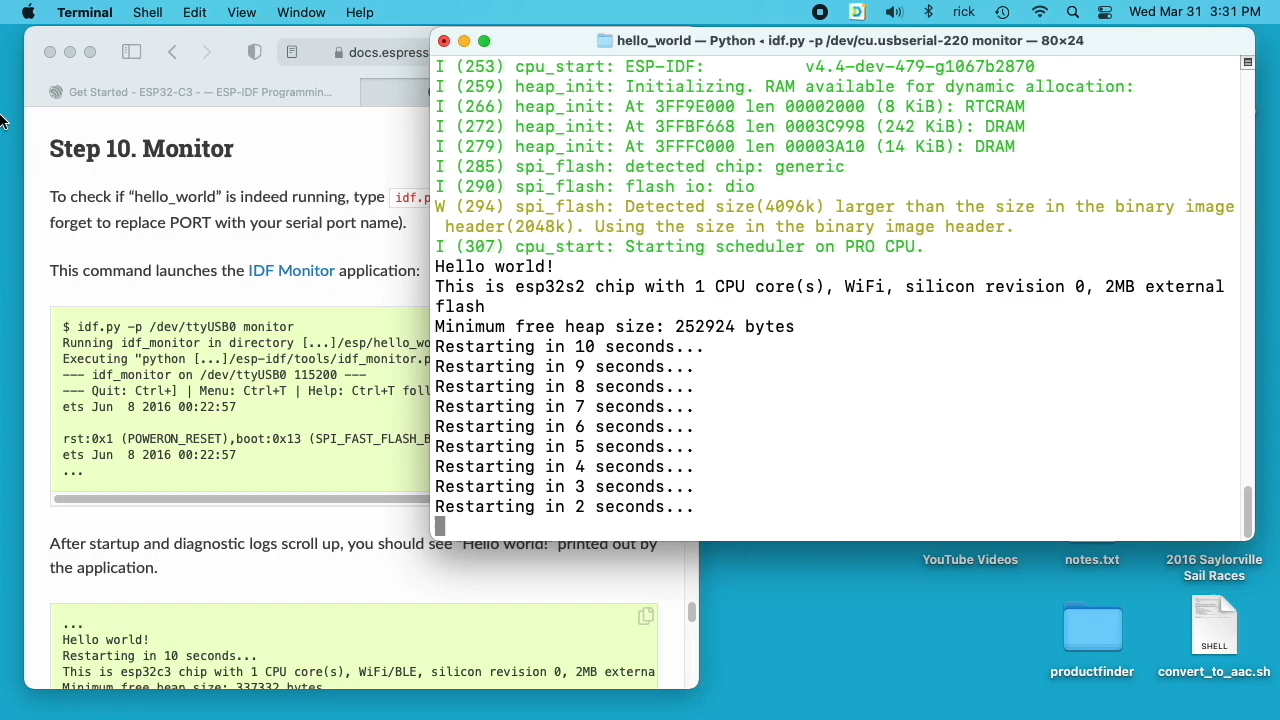 Terminal Shell Edit View Window Help
rick Wed Mar 31 3:31 PM
docs.espress
Get Started - ESP32-C3 - — ESP-IDF Programmin...
Step 10. Monitor
To check if “hello_world” is indeed running, type idf.p
forget to replace PORT with your serial port name).
This command launches the IDF Monitor application:
$ idf.py -p /dev/ttyUSB0 monitor
Running idf_monitor in directory [...]/esp/hello_wo
Executing "python [...]/esp-idf/tools/idf_monitor.p
--- idf_monitor on /dev/ttyUSB0 115200 ---
--- Quit: Ctrl+] | Menu: Ctrl+T | Help: Ctrl+T foll
ets Jun  8 2016 00:22:57
rst:0x1 (POWERON_RESET),boot:0x13 (SPI_FAST_FLASH_B
ets Jun  8 2016 00:22:57
...
After startup and diagnostic logs scroll up, you should see “Hello world!” printed out by
the application.
...
Hello world!
Restarting in 10 seconds...
This is esp32c3 chip with 1 CPU core(s), WiFi/BLE, silicon revision 0, 2MB externa
Minimum free heap size: 337332 bytes
hello_world — Python ◂ idf.py -p /dev/cu.usbserial-220 monitor — 80×24
I (253) cpu_start: ESP-IDF:          v4.4-dev-479-g1067b2870
I (259) heap_init: Initializing. RAM available for dynamic allocation:
I (266) heap_init: At 3FF9E000 len 00002000 (8 KiB): RTCRAM
I (272) heap_init: At 3FFBF668 len 0003C998 (242 KiB): DRAM
I (279) heap_init: At 3FFFC000 len 00003A10 (14 KiB): DRAM
I (285) spi_flash: detected chip: generic
I (290) spi_flash: flash io: dio
W (294) spi_flash: Detected size(4096k) larger than the size in the binary image
header(2048k). Using the size in the binary image header.
I (307) cpu_start: Starting scheduler on PRO CPU.
Hello world!
This is esp32s2 chip with 1 CPU core(s), WiFi, silicon revision 0, 2MB external
flash
Minimum free heap size: 252924 bytes
Restarting in 10 seconds...
Restarting in 9 seconds...
Restarting in 8 seconds...
Restarting in 7 seconds...
Restarting in 6 seconds...
Restarting in 5 seconds...
Restarting in 4 seconds...
Restarting in 3 seconds...
Restarting in 2 seconds...
YouTube Videos
notes.txt
2016 Saylorville
Sail Races
SHELL
productfinder
convert_to_aac.sh